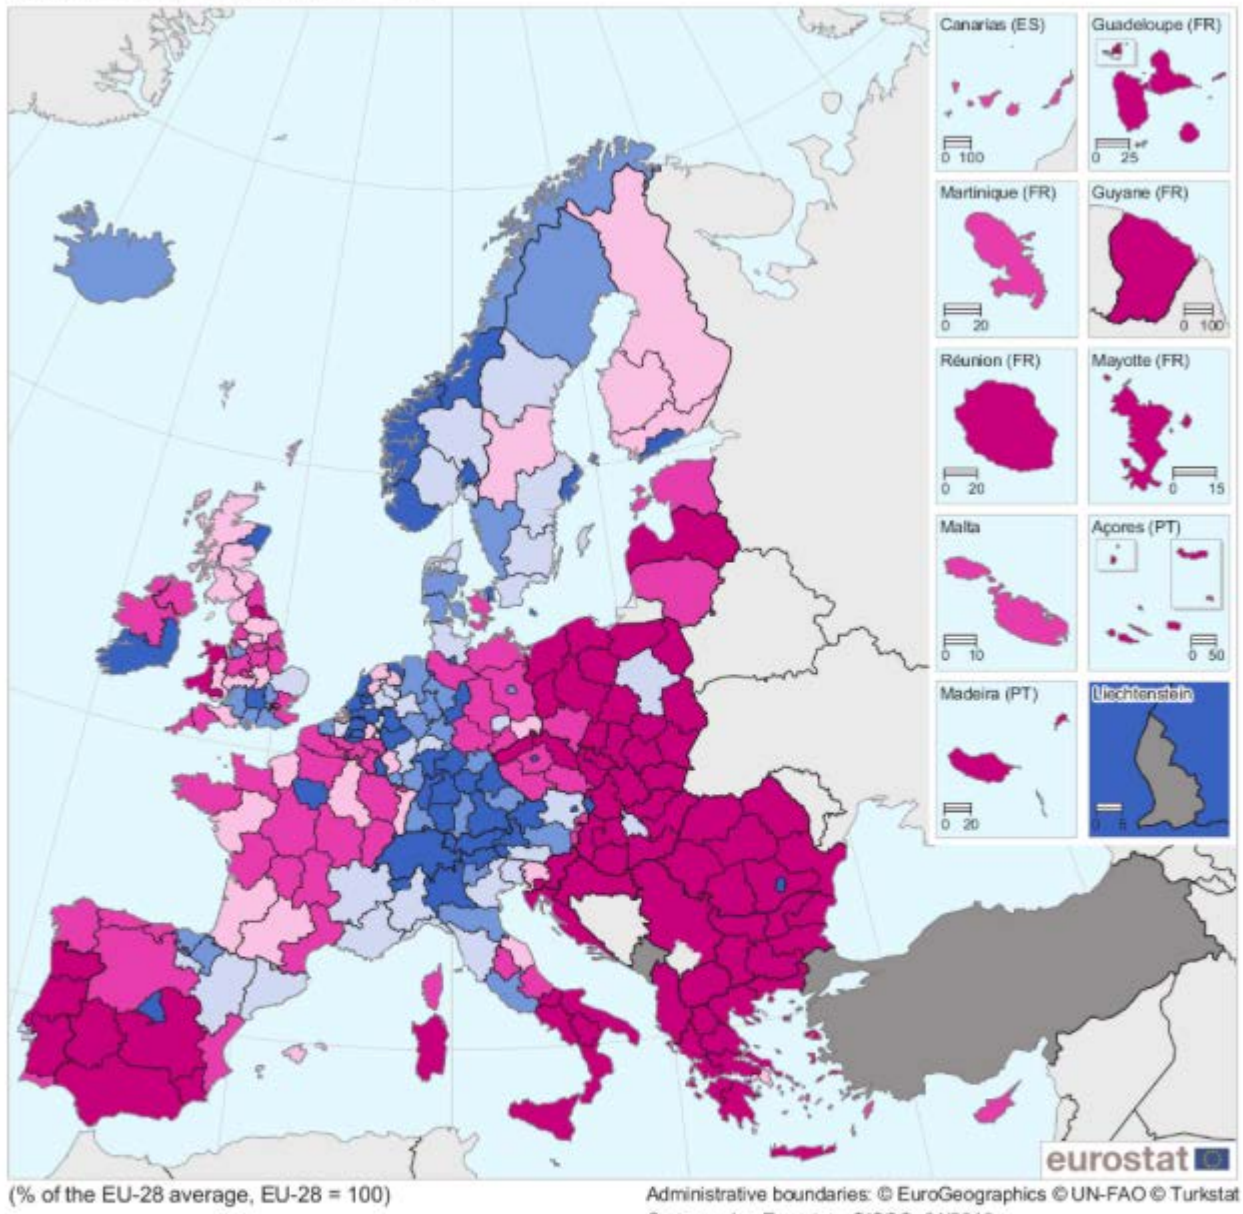 Canarias (ES)
0 100
Guadeloupe (FR)
0 25
Martinique (FR)
0 20
Guyane (FR)
0 100
Réunion (FR)
0 20
Mayotte (FR)
0 15
Malta
0 10
Açores (PT)
0 50
Madeira (PT)
0 20
Liechtenstein
0 5
eurostat
(% of the EU-28 average, EU-28 = 100)
Administrative boundaries: © EuroGeographics © UN-FAO © Turkstat